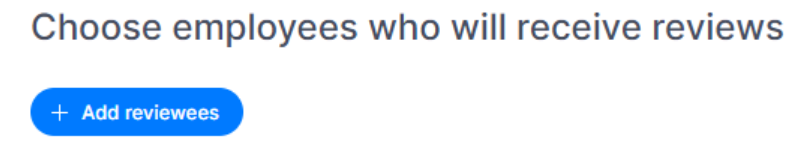 Choose employees who will receive reviews
+ Add reviewees